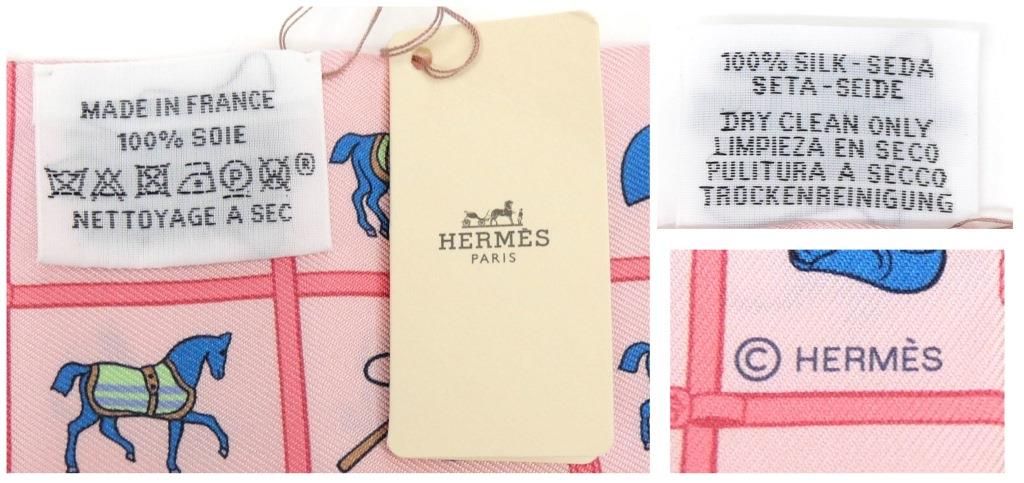 MADE IN FRANCE
100% SOIE
®
NETTOYAGE A SEC
HERMÈS
PARIS
100% SILK-SEDA
SETA-SEIDE
DRY CLEAN ONLY
LIMPIEZA EN SECO
PULITURA A SECCO
TROCKENREINIGUNG
© HERMÈS